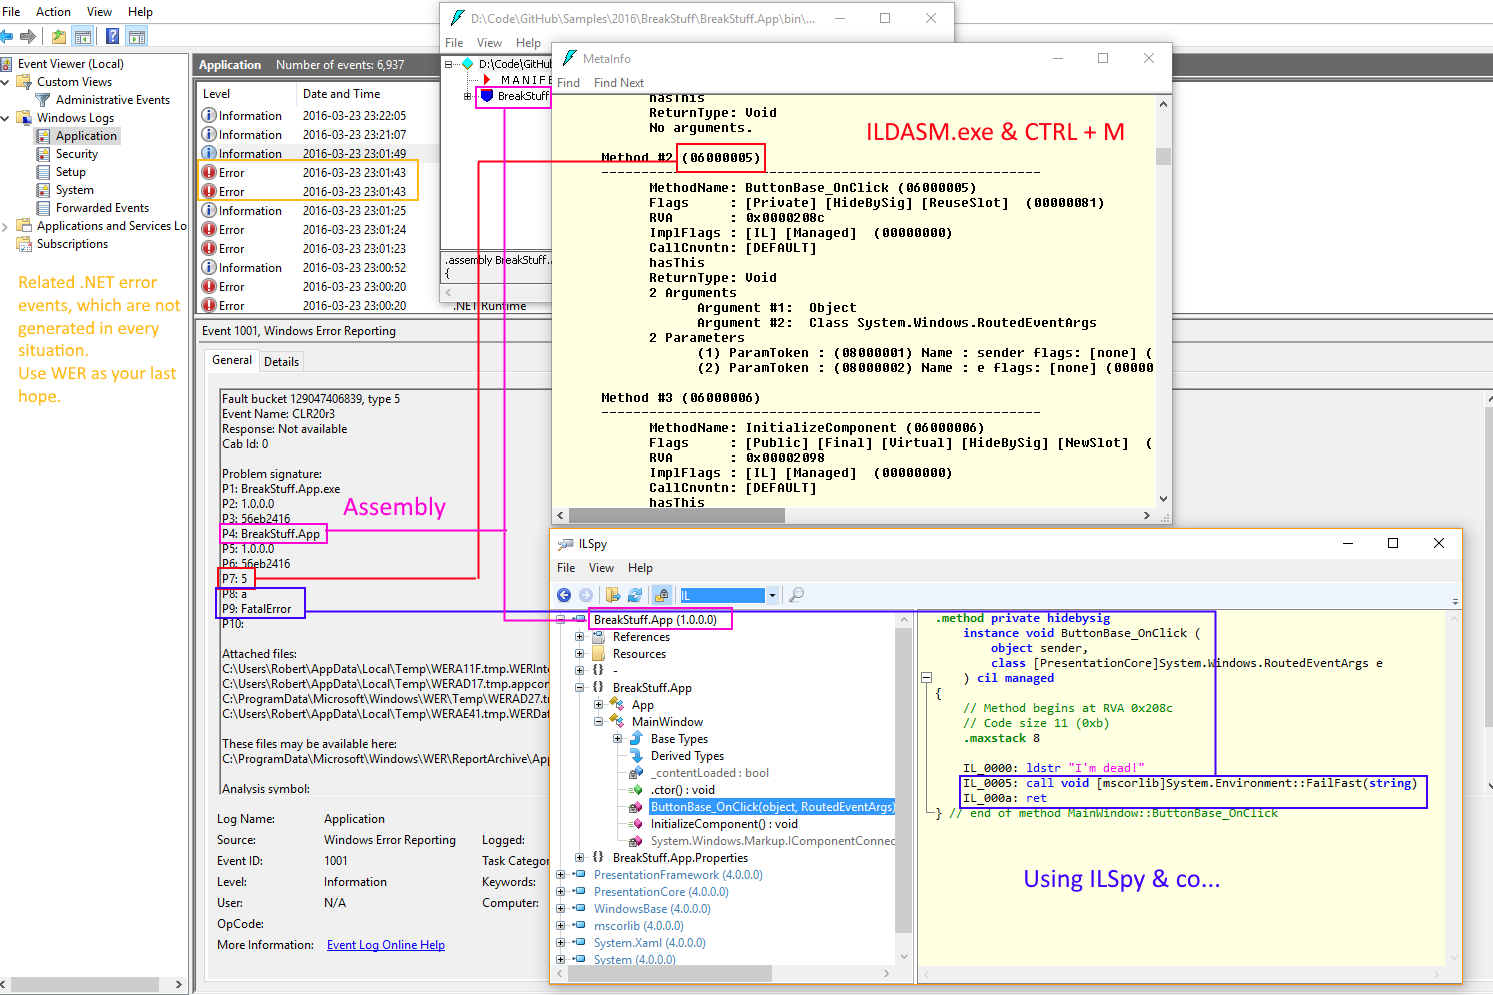 File Action View Help
Event Viewer (Local)
Custom Views
Administrative Events
Windows Logs
Application
Security
Setup
System
Forwarded Events
Applications and Services Lo
Subscriptions
Related .NET error
events, which are not
generated in every
situation.
Use WER as your last
hope.
Application Number of events: 6,937
Level Date and Time
Information 2016-03-23 23:22:05
Information 2016-03-23 23:21:07
Information 2016-03-23 23:01:49
Error 2016-03-23 23:01:43
Error 2016-03-23 23:01:43
Information 2016-03-23 23:01:25
Error 2016-03-23 23:01:24
Error 2016-03-23 23:01:23
Information 2016-03-23 23:00:52
Error 2016-03-23 23:00:20
Error 2016-03-23 23:00:20 .NET Runtime
Event 1001, Windows Error Reporting
General Details
Fault bucket 129047406839, type 5
Event Name: CLR20r3
Response: Not available
Cab Id: 0
Problem signature:
P1: BreakStuff.App.exe
P2: 1.0.0.0
P3: 56eb2416
P4: BreakStuff.App
P5: 1.0.0.0
P6: 56eb2416
P7: 5
P8: a
P9: FatalError
P10:
Assembly
Attached files:
C:\Users\Robert\AppData\Local\Temp\WERA11F.tmp.WERInte
C:\Users\Robert\AppData\Local\Temp\WERAD17.tmp.appcon
C:\ProgramData\Microsoft\Windows\WER\Temp\WERAD27.t
C:\Users\Robert\AppData\Local\Temp\WERAE41.tmp.WERDat
These files may be available here:
C:\ProgramData\Microsoft\Windows\WER\ReportArchive\App
Analysis symbol:
Log Name: Application
Source: Windows Error Reporting Logged:
Event ID: 1001 Task Categor
Level: Information Keywords:
User: N/A Computer:
OpCode:
More Information: Event Log Online Help
D:\Code\GitHub\Samples\2016\BreakStuff\BreakStuff.App\bin\...
File View Help
D:\Code\GitHub
M A N I F E
BreakStuff
.assembly BreakStuff.
{
MetaInfo
Find Find Next
hasThis
ReturnType: Void
No arguments.
ILDASM.exe & CTRL + M
Method #2 (06000005)
-------------------------------------------------------
MethodName: ButtonBase_OnClick (06000005)
Flags : [Private] [HideBySig] [ReuseSlot] (00000081)
RVA : 0x0000208c
ImplFlags : [IL] [Managed] (00000000)
CallCnvntn: [DEFAULT]
hasThis
ReturnType: Void
2 Arguments
Argument #1: Object
Argument #2: Class System.Windows.RoutedEventArgs
2 Parameters
(1) ParamToken : (08000001) Name : sender flags: [none] (
(2) ParamToken : (08000002) Name : e flags: [none] (00000
Method #3 (06000006)
-------------------------------------------------------
MethodName: InitializeComponent (06000006)
Flags : [Public] [Final] [Virtual] [HideBySig] [NewSlot] (
RVA : 0x00002098
ImplFlags : [IL] [Managed] (00000000)
CallCnvntn: [DEFAULT]
hasThis
ILSpy
File View Help
IL
BreakStuff.App (1.0.0.0)
References
Resources
{} -
{} BreakStuff.App
App
MainWindow
Base Types
Derived Types
_contentLoaded : bool
.ctor() : void
ButtonBase_OnClick(object, RoutedEventArgs)
InitializeComponent() : void
System.Windows.Markup.IComponentConnec
{} BreakStuff.App.Properties
PresentationFramework (4.0.0.0)
PresentationCore (4.0.0.0)
WindowsBase (4.0.0.0)
mscorlib (4.0.0.0)
System.Xaml (4.0.0.0)
System (4.0.0.0)
.method private hidebysig
instance void ButtonBase_OnClick (
object sender,
class [PresentationCore]System.Windows.RoutedEventArgs e
) cil managed
{
// Method begins at RVA 0x208c
// Code size 11 (0xb)
.maxstack 8
IL_0000: ldstr "I'm dead!"
IL_0005: call void [mscorlib]System.Environment::FailFast(string)
IL_000a: ret
} // end of method MainWindow::ButtonBase_OnClick
Using ILSpy & co...